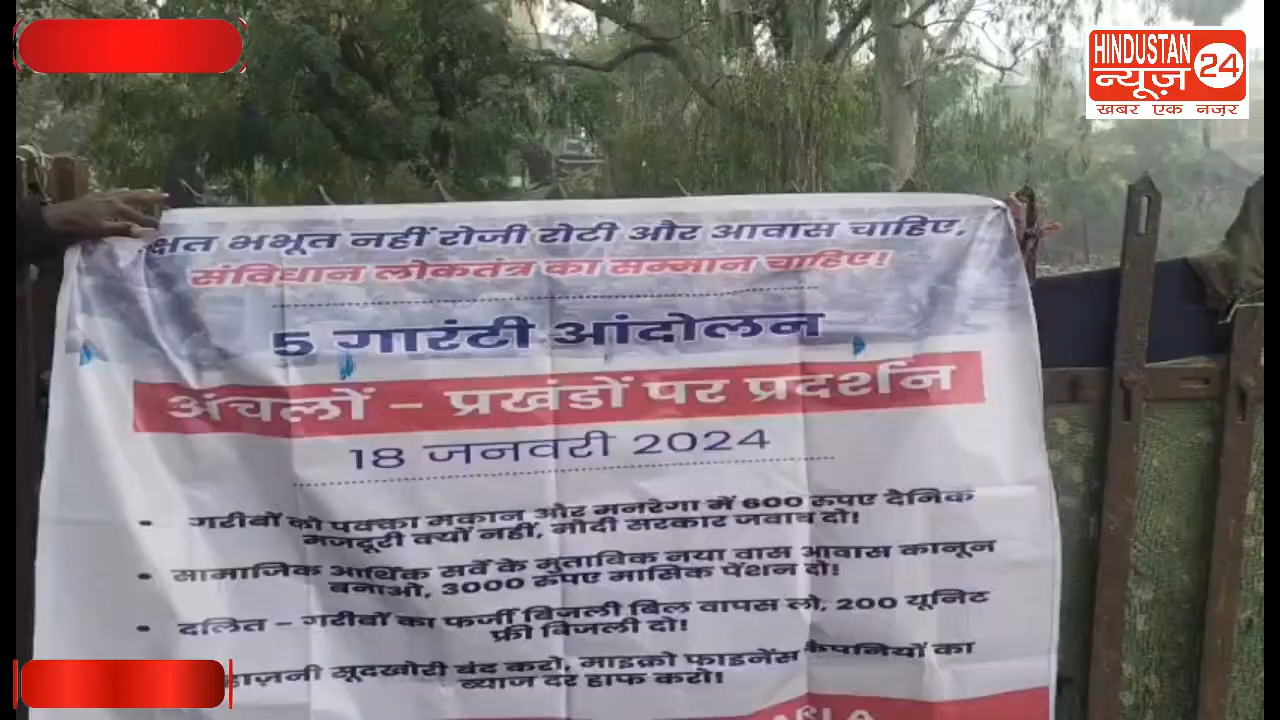 HINDUSTAN
न्यूज़ 24
खबर एक नज़र
भभूत नहीं रोजी रोटी और आवास चाहिए,
संविधान लोकतंत्र का सम्मान चाहिए!
5 गारंटी आंदोलन
अंचलों – प्रखंडों पर प्रदर्शन
18 जनवरी 2024
• गरीबों को पक्का मकान और मनरेगा में 600 रुपए दैनिक
मजदूरी क्यों नहीं, मोदी सरकार जवाब दो!
• सामाजिक आर्थिक सर्वे के मुताबिक नया वास आवास कानून
बनाओ, 3000 रुपए मासिक पेंशन दो!
• दलित – गरीबों का फर्जी बिजली बिल वापस लो, 200 यूनिट
फ्री बिजली दो!
सूदखोरी बंद करो, माइक्रो फाइनेंस कंपनियों का
ब्याज दर हाफ करो!